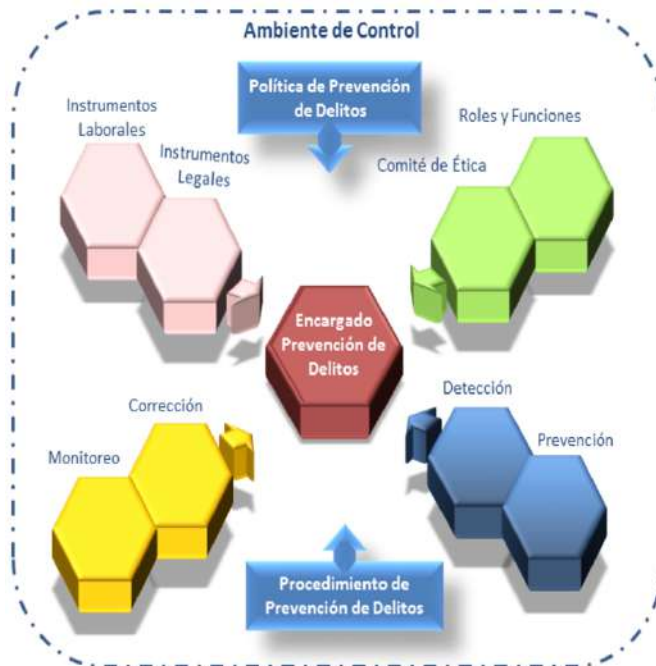 Ambiente de Control
Política de Prevención
de Delitos
Instrumentos
Laborales
Instrumentos
Legales
Roles y Funciones
Comité de Ética
Encargado
Prevención de
Delitos
Corrección
Monitoreo
Detección
Prevención
Procedimiento de
Prevención de Delitos